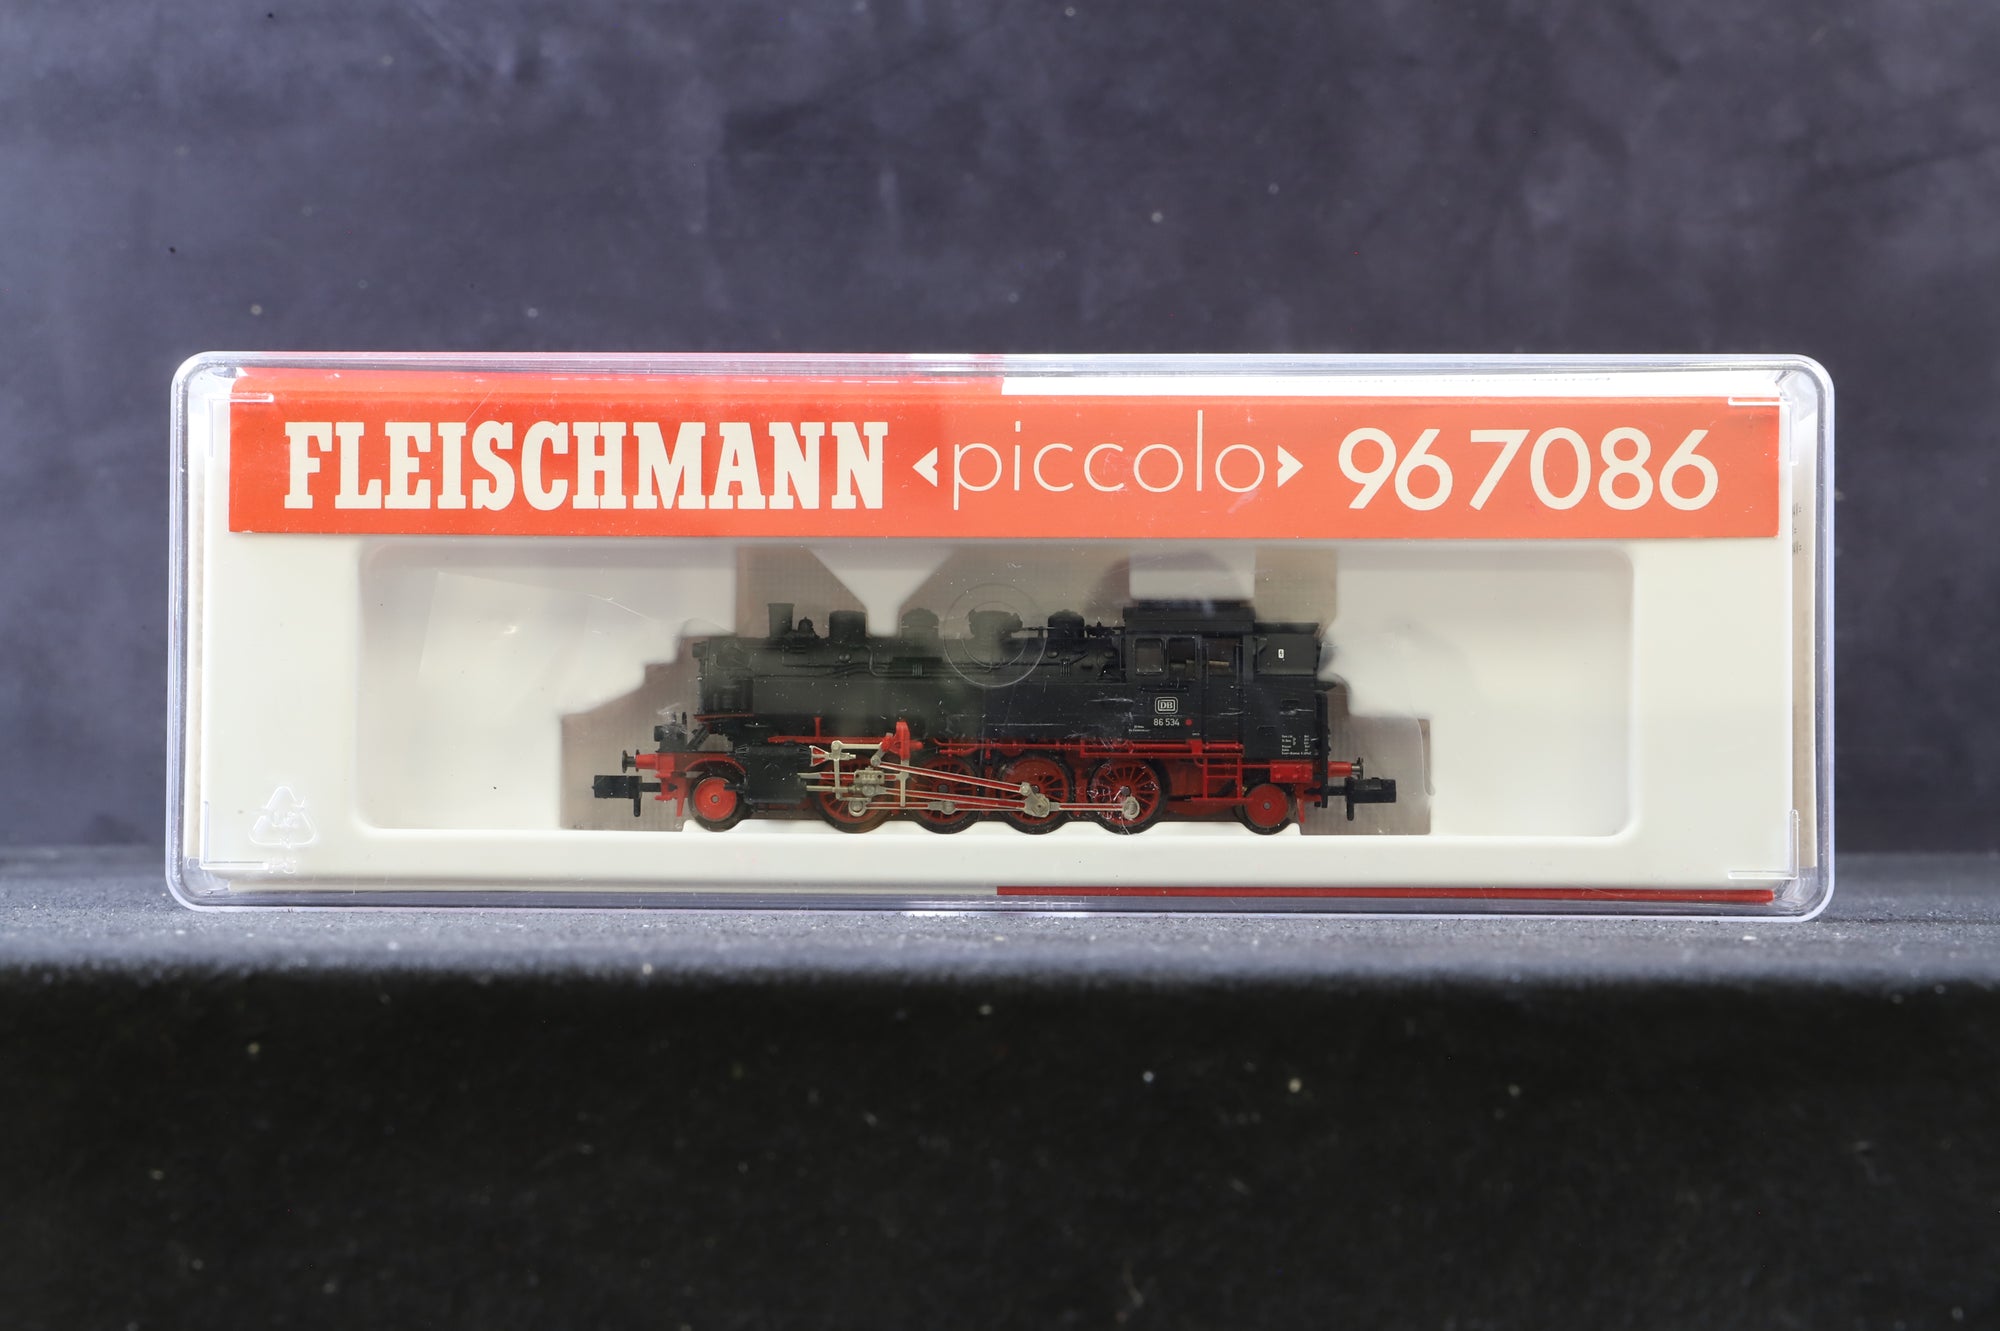 FLEISCHMANN <piccolo> 967086
DB
86 534